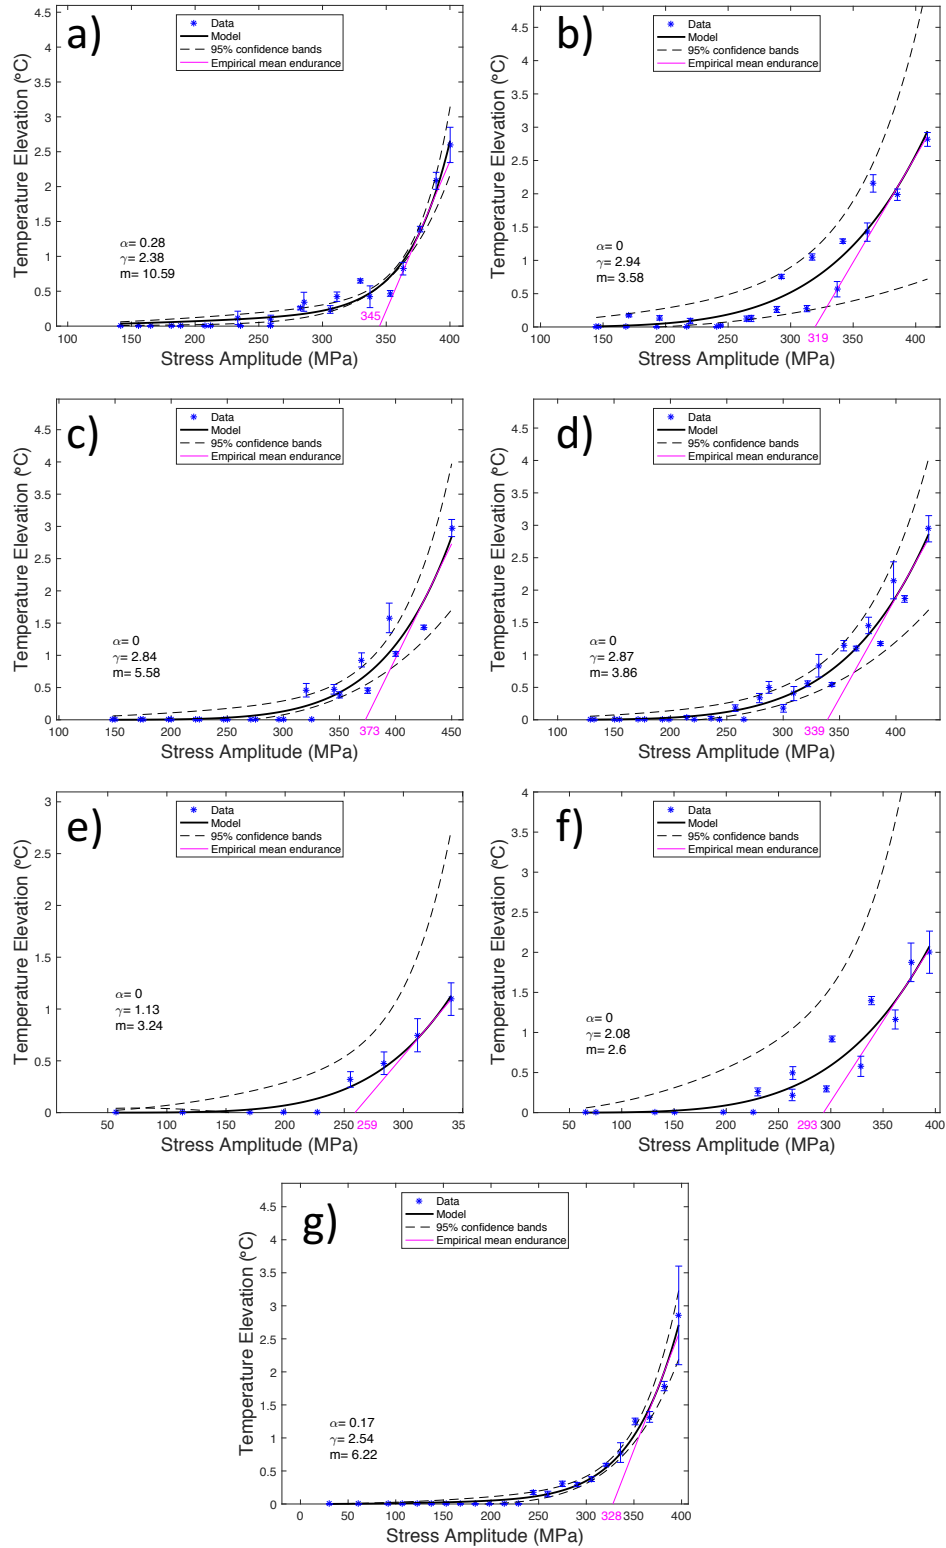 a)
Data
Model
95% confidence bands
Empirical mean endurance
α= 0.28
γ= 2.38
m= 10.59
Temperature Elevation (ºC)
4.5
4
3.5
3
2.5
2
1.5
1
0.5
0
100
150
200
250
300
345
350
400
Stress Amplitude (MPa)
b)
Data
Model
95% confidence bands
Empirical mean endurance
α= 0
γ= 2.94
m= 3.58
Temperature Elevation (ºC)
4.5
4
3.5
3
2.5
2
1.5
1
0.5
0
100
150
200
250
300
319
350
400
Stress Amplitude (MPa)
c)
Data
Model
95% confidence bands
Empirical mean endurance
α= 0
γ= 2.84
m= 5.58
Temperature Elevation (ºC)
4.5
4
3.5
3
2.5
2
1.5
1
0.5
0
100
150
200
250
300
350
373
400
450
Stress Amplitude (MPa)
d)
Data
Model
95% confidence bands
Empirical mean endurance
α= 0
γ= 2.87
m= 3.86
Temperature Elevation (ºC)
4.5
4
3.5
3
2.5
2
1.5
1
0.5
0
100
150
200
250
300
339
350
400
Stress Amplitude (MPa)
e)
Data
Model
95% confidence bands
Empirical mean endurance
α= 0
γ= 1.13
m= 3.24
Temperature Elevation (ºC)
3
2.5
2
1.5
1
0.5
0
50
100
150
200
259
300
35
Stress Amplitude (MPa)
f)
Data
Model
95% confidence bands
Empirical mean endurance
α= 0
γ= 2.08
m= 2.6
Temperature Elevation (ºC)
4
3.5
3
2.5
2
1.5
1
0.5
0
50
100
150
200
250
293
300
350
400
Stress Amplitude (MPa)
g)
Data
Model
95% confidence bands
Empirical mean endurance
α= 0.17
γ= 2.54
m= 6.22
Temperature Elevation (ºC)
4.5
4
3.5
3
2.5
2
1.5
1
0.5
0
0
50
100
150
200
250
300
328
350
400
Stress Amplitude (MPa)